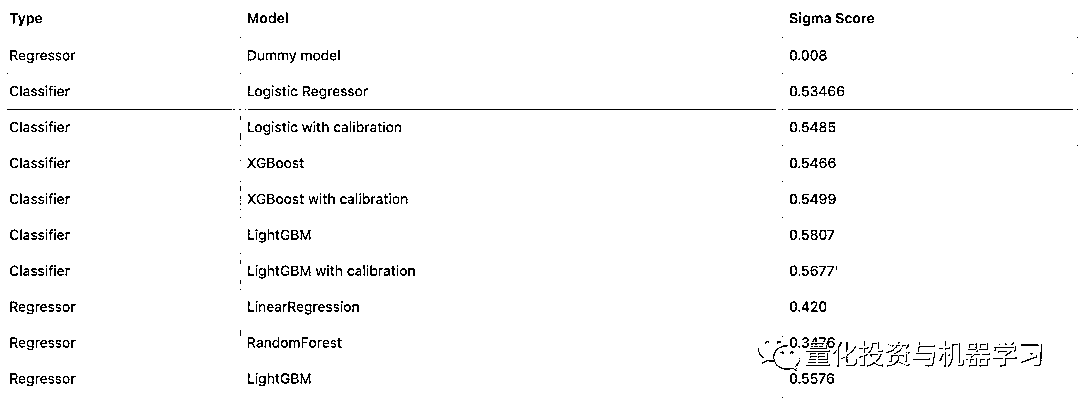 Type Model Sigma Score
Regressor Dummy model 0.008
Classifier Logistic Regressor 0.53466
Classifier Logistic with calibration 0.5485
Classifier XGBoost 0.5466
Classifier XGBoost with calibration 0.5499
Classifier LightGBM 0.5807
Classifier LightGBM with calibration 0.5677'
Regressor LinearRegression 0.420
Regressor RandomForest 0.3476
量化投资与机器学习
Regressor LightGBM 0.5576